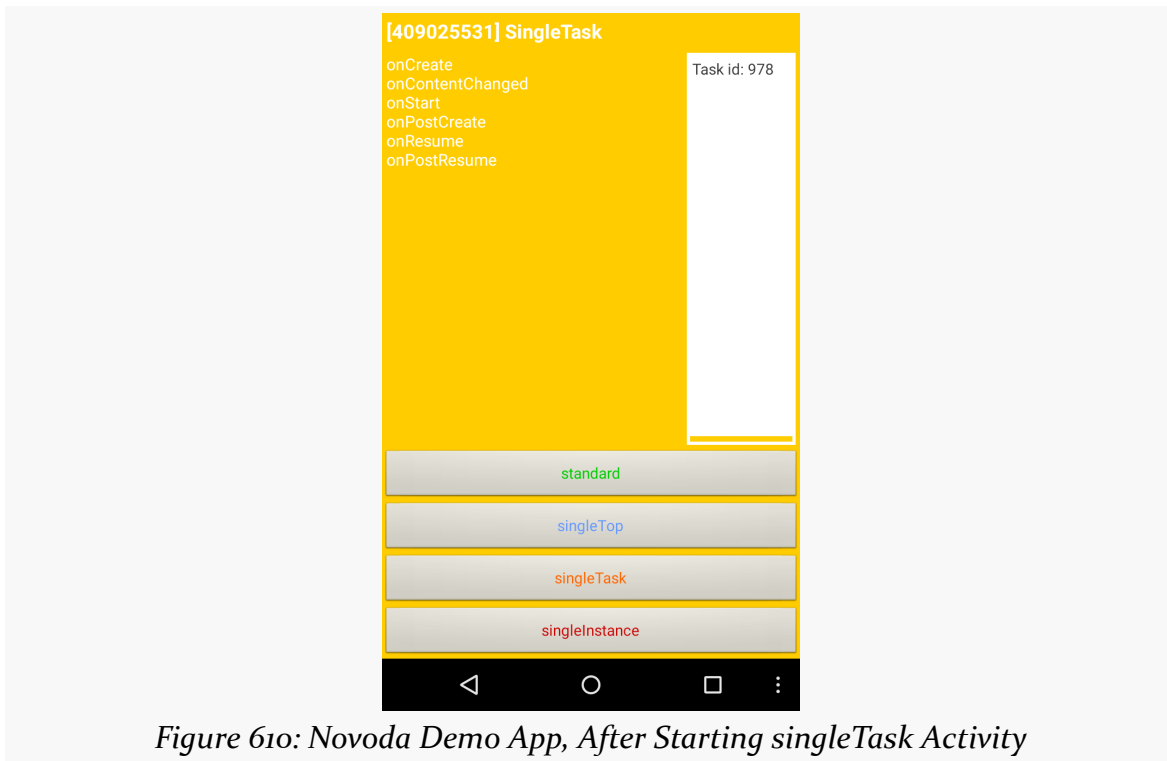 [409025531] SingleTask
onCreate
onContentChanged
onStart
onPostCreate
onResume
onPostResume
Task id: 978
standard
singleTop
singleTask
singleInstance
Figure 610: Novoda Demo App, After Starting singleTask Activity